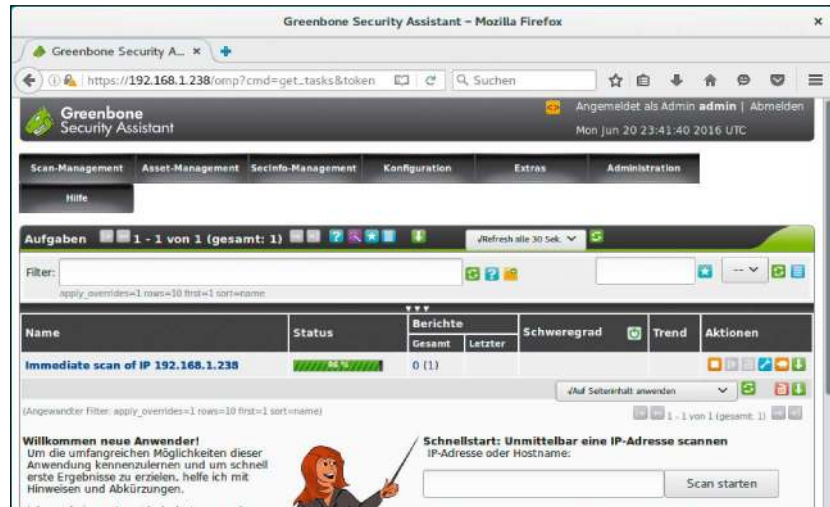 Greenbone Security Assistant – Mozilla Firefox
Greenbone Security A...
https://192.168.1.238/omp?cmd=get_tasks&token
Suchen
Greenbone
Security Assistant
Angemeldet als Admin admin | Abmelden
Mon Jun 20 23:41:40 2016 UTC
Scan-Management Asset-Management SecInfo-Management Konfiguration Extras Administration
Hilfe
Aufgaben 1 - 1 von 1 (gesamt: 1) √Refresh alle 30 Sek.
Filter:
--
apply_overrides=1 rows=10 first=1 sort=name
Name Status Berichte Schweregrad Trend Aktionen
Gesamt Letzter
Immediate scan of IP 192.168.1.238 0 (1)
√Auf Seiteninhalt anwenden
(Angewandter Filter: apply_overrides=1 rows=10 first=1 sort=name) 1 - 1 von 1 (gesamt: 1)
Willkommen neue Anwender!
Um die umfangreichen Möglichkeiten dieser
Anwendung kennenzulernen und um schnell
erste Ergebnisse zu erzielen, helfe ich mit
Hinweisen und Abkürzungen.
Schnellstart: Unmittelbar eine IP-Adresse scannen
IP-Adresse oder Hostname:
Scan starten